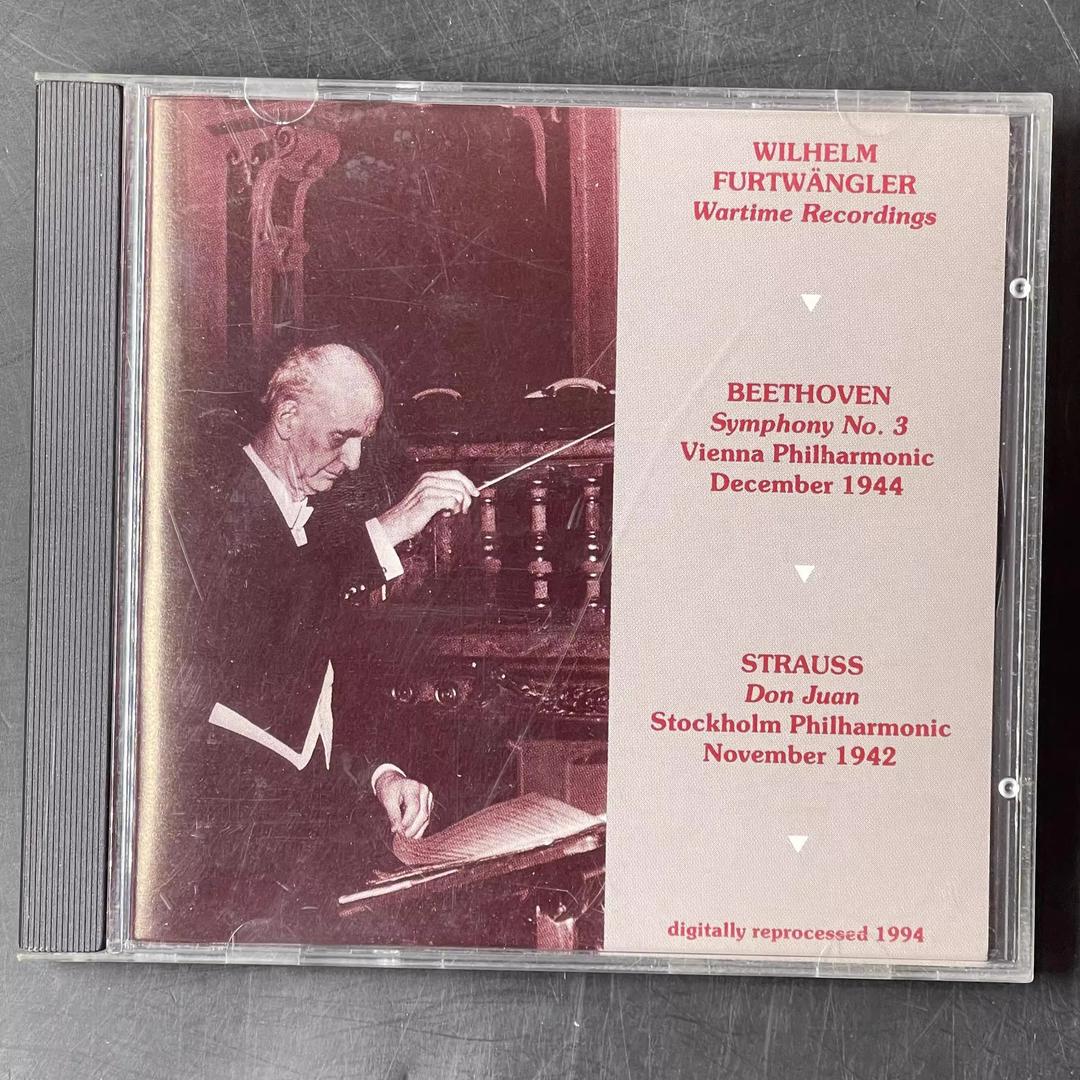 WILHELM
FURTWÄNGLER
Wartime Recordings
BEETHOVEN
Symphony No. 3
Vienna Philharmonic
December 1944
STRAUSS
Don Juan
Stockholm Philharmonic
November 1942
digitally reprocessed 1994